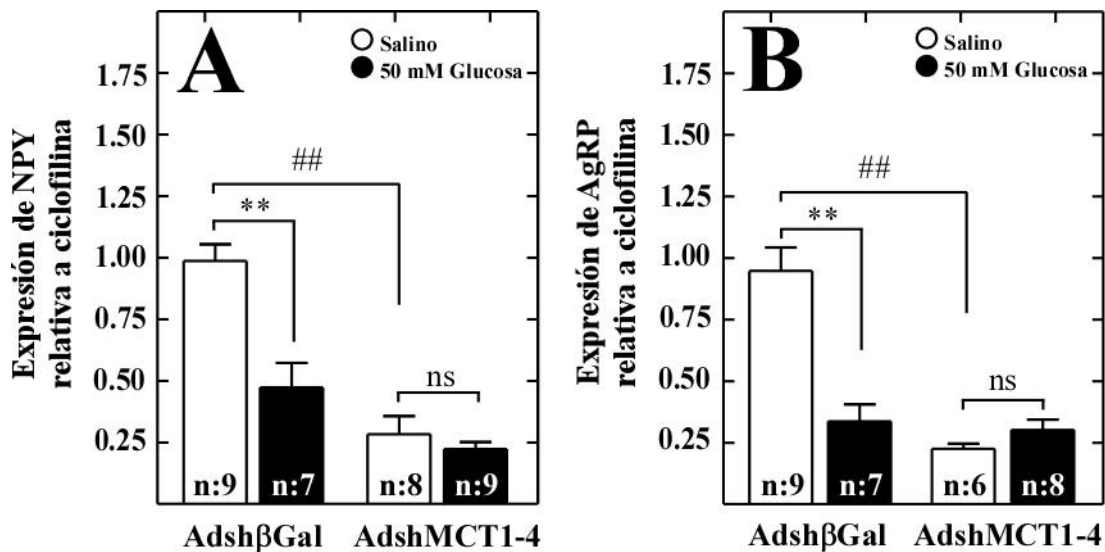 A
Salino
50 mM Glucosa
Expresión de NPY
relativa a ciclofilina
1.75
1.50
1.25
1.00
0.75
0.50
0.25
##
**
ns
n:9
n:7
n:8
n:9
AdshβGal
AdshMCT1-4
B
Salino
50 mM Glucosa
Expresión de AgRP
relativa a ciclofilina
1.75
1.50
1.25
1.00
0.75
0.50
0.25
##
**
ns
n:9
n:7
n:6
n:8
AdshβGal
AdshMCT1-4